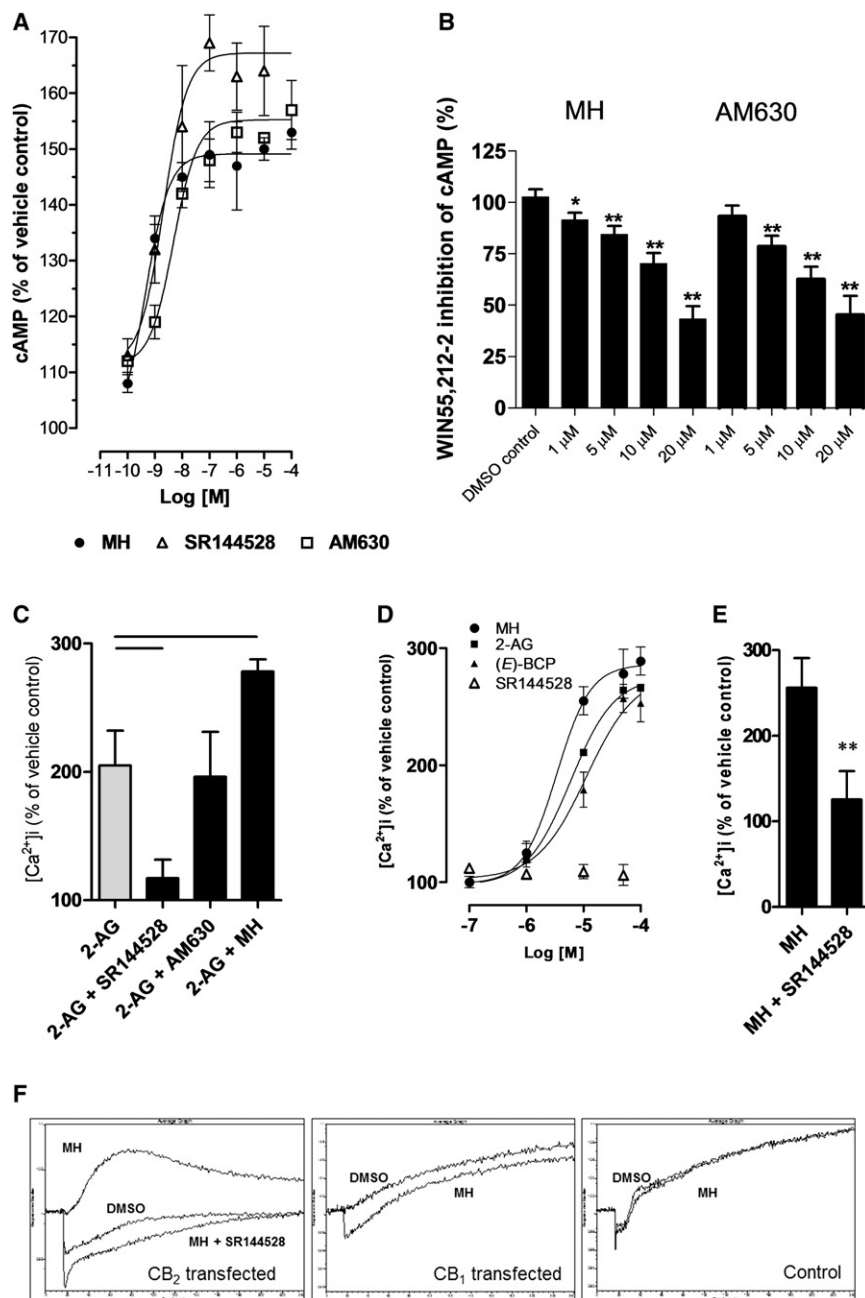 A
cAMP (% of vehicle control)
170
160
150
140
130
120
110
100
-11 -10 -9 -8 -7 -6 -5 -4
Log [M]
MH SR144528 AM630
B
MH AM630
WIN55,212-2 inhibition of cAMP (%)
125
100
75
50
25
0
* ** ** ** ** ** **
DMSO control 1 µM 5 µM 10 µM 20 µM 1 µM 5 µM 10 µM 20 µM
C
[Ca²⁺]i (% of vehicle control)
300
200
100
2-AG
2-AG + SR144528
2-AG + AM630
2-AG + MH
D
MH
2-AG
(E)-BCP
SR144528
[Ca²⁺]i (% of vehicle control)
300
200
100
-7 -6 -5 -4
Log [M]
E
[Ca²⁺]i (% of vehicle control)
300
200
100
0
**
MH
MH + SR144528
F
Average Graph
MH
DMSO
MH + SR144528
CB₂ transfected
Average Graph
DMSO
MH
CB₁ transfected
Average Graph
DMSO
MH
Control